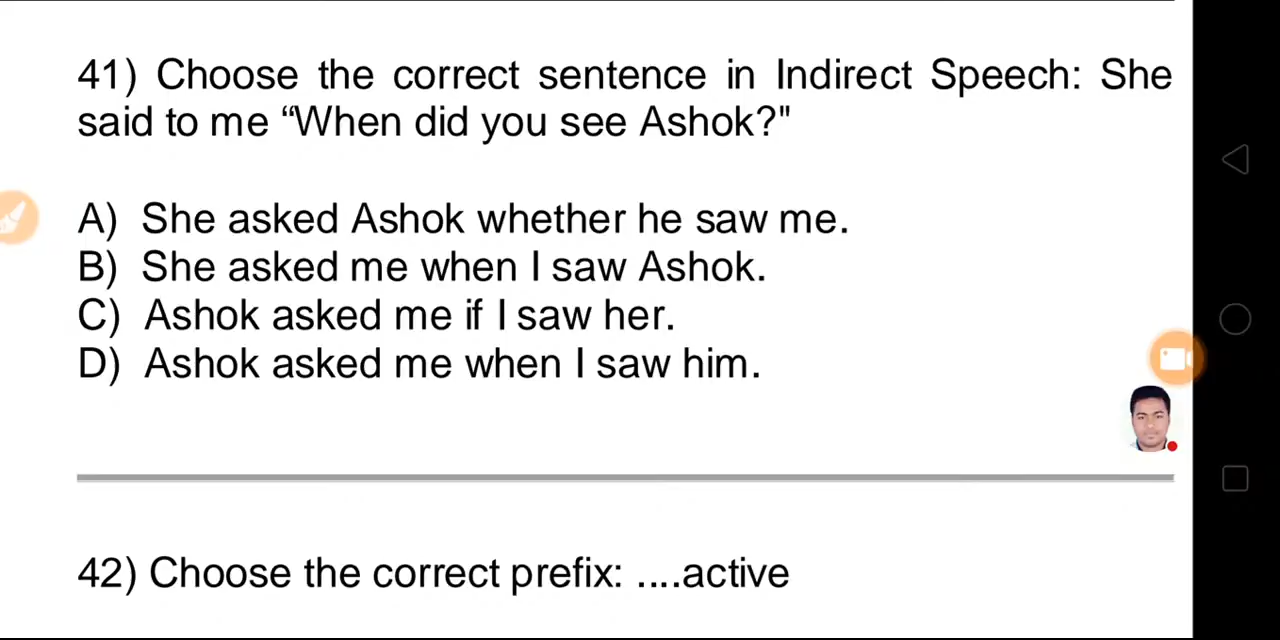 41) Choose the correct sentence in Indirect Speech: She
said to me “When did you see Ashok?"
A) She asked Ashok whether he saw me.
B) She asked me when I saw Ashok.
C) Ashok asked me if I saw her.
D) Ashok asked me when I saw him.
42) Choose the correct prefix: ....active